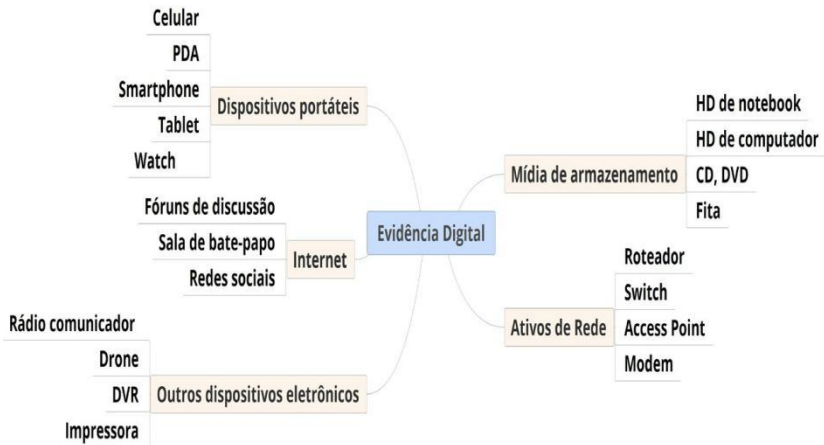 Celular
PDA
Smartphone
Tablet
Watch
Dispositivos portáteis
Fóruns de discussão
Sala de bate-papo
Redes sociais
Internet
Rádio comunicador
Drone
DVR
Impressora
Outros dispositivos eletrônicos
Evidência Digital
Mídia de armazenamento
HD de notebook
HD de computador
CD, DVD
Fita
Ativos de Rede
Roteador
Switch
Access Point
Modem